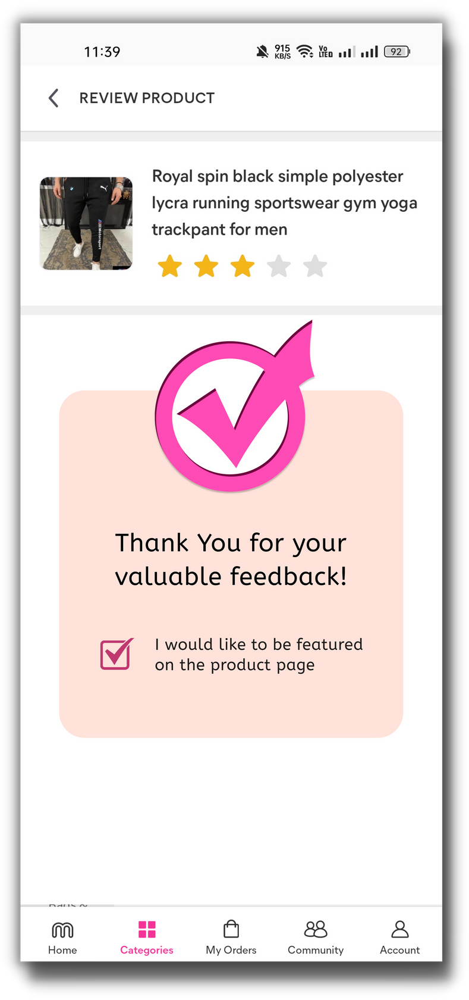 11:39
915
KB/S
Vo
LTE
92
REVIEW PRODUCT
Royal spin black simple polyester
lycra running sportswear gym yoga
trackpant for men
Motorsport
Thank You for your
valuable feedback!
I would like to be featured
on the product page
Home
Categories
My Orders
Community
Account